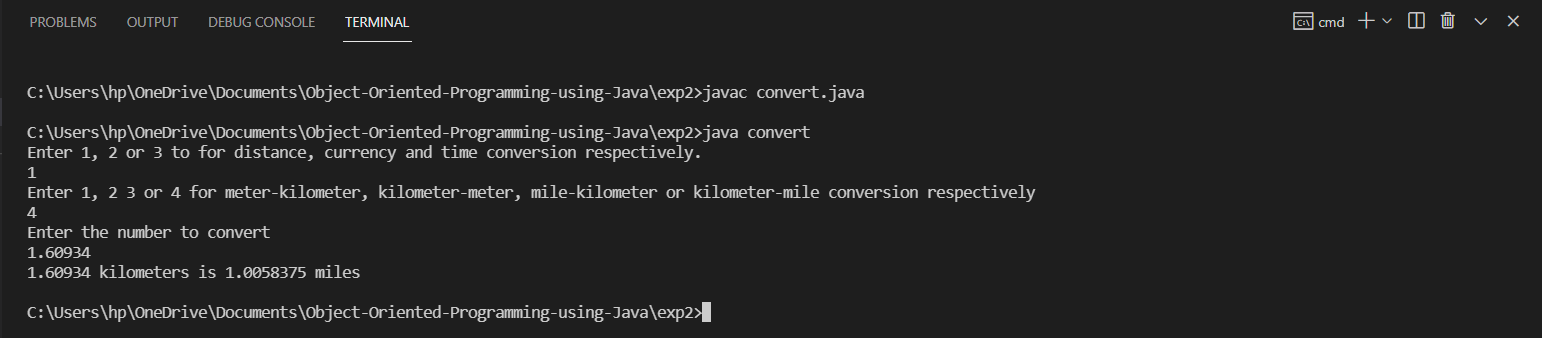 PROBLEMS OUTPUT DEBUG CONSOLE TERMINAL cmd
C:\Users\hp\OneDrive\Documents\Object-Oriented-Programming-using-Java\exp2>javac convert.java
C:\Users\hp\OneDrive\Documents\Object-Oriented-Programming-using-Java\exp2>java convert
Enter 1, 2 or 3 to for distance, currency and time conversion respectively.
1
Enter 1, 2 3 or 4 for meter-kilometer, kilometer-meter, mile-kilometer or kilometer-mile conversion respectively
4
Enter the number to convert
1.60934
1.60934 kilometers is 1.0058375 miles
C:\Users\hp\OneDrive\Documents\Object-Oriented-Programming-using-Java\exp2>